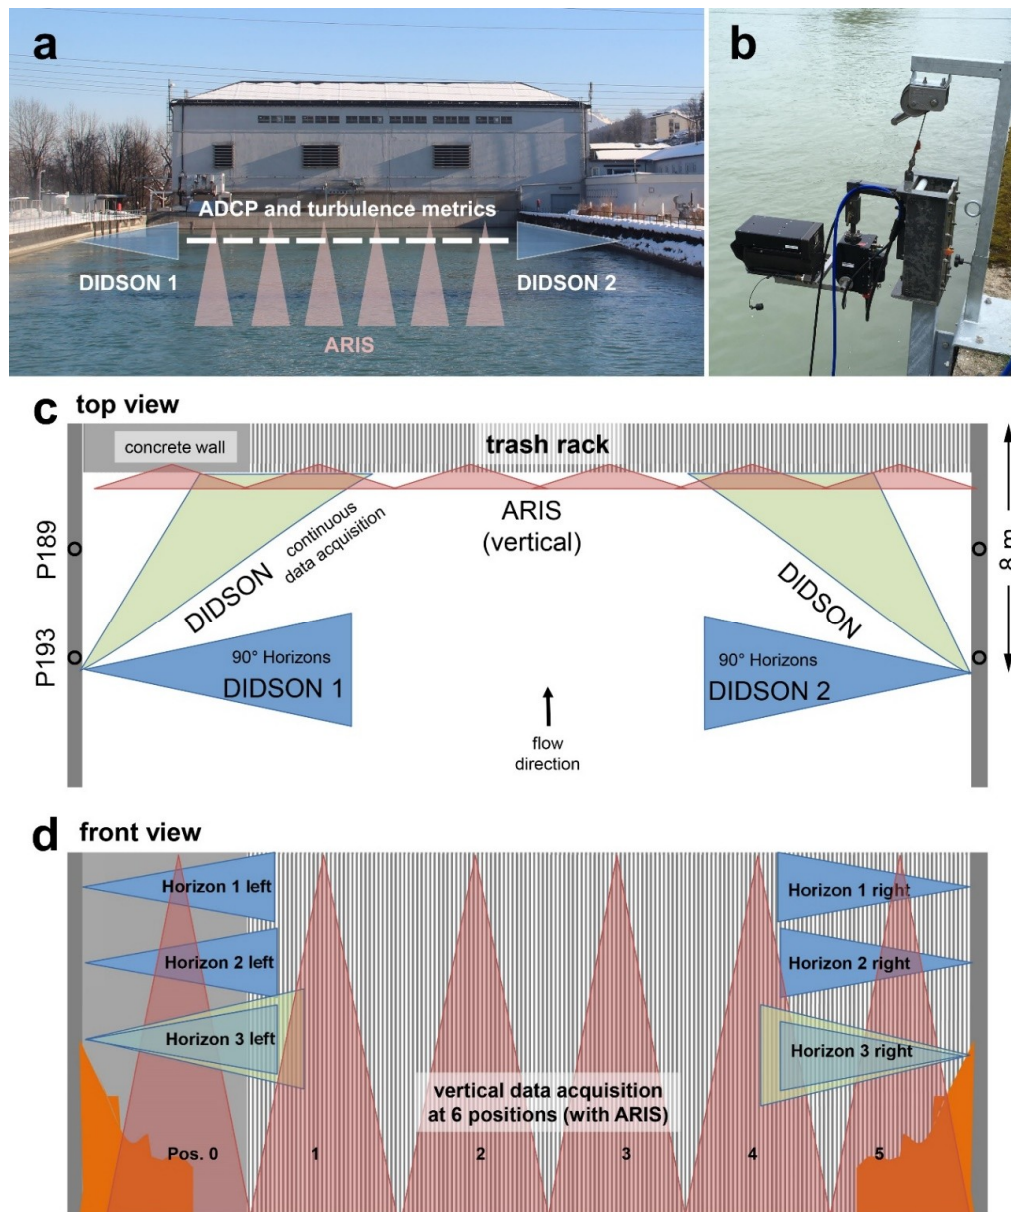 a
ADCP and turbulence metrics
DIDSON 1
DIDSON 2
ARIS
b
c top view
concrete wall
trash rack
ARIS
(vertical)
continuous
data acquisition
DIDSON
DIDSON
P189
P193
8 m
90° Horizons
DIDSON 1
90° Horizons
DIDSON 2
flow
direction
d front view
Horizon 1 left
Horizon 1 right
Horizon 2 left
Horizon 2 right
Horizon 3 left
Horizon 3 right
vertical data acquisition
at 6 positions (with ARIS)
Pos. 0
1
2
3
4
5